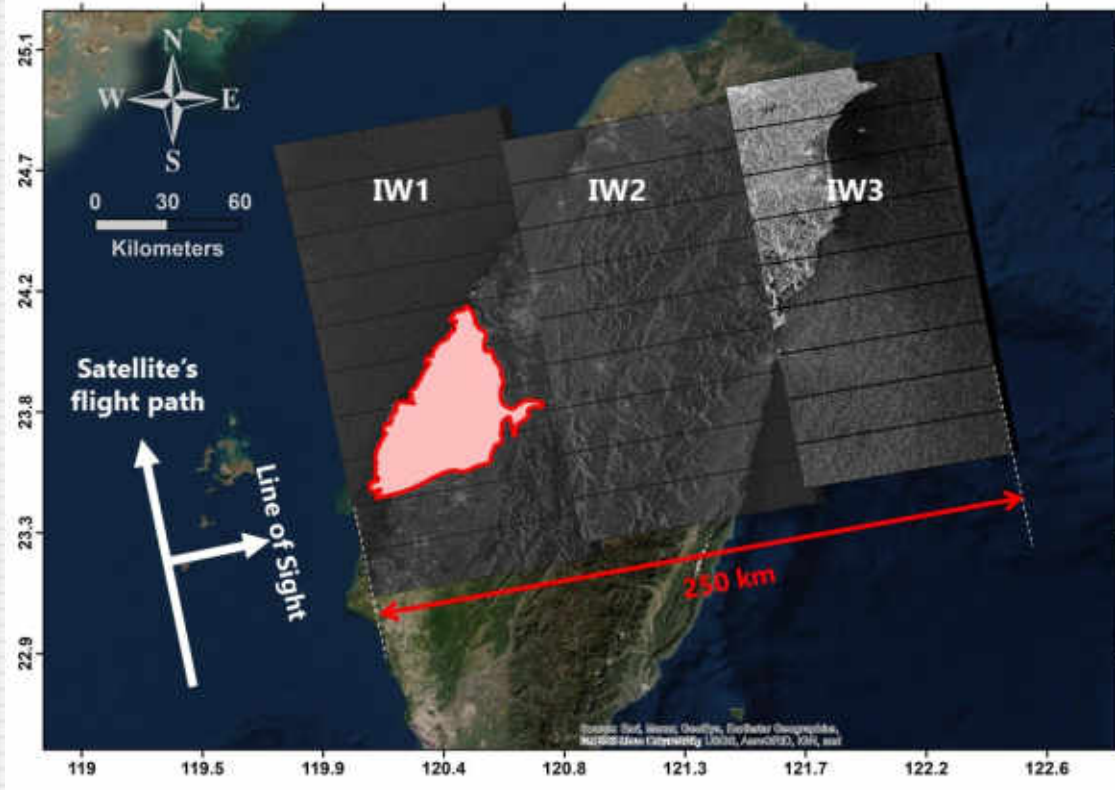 N
W E
S
0 30 60
Kilometers
IW1
IW2
IW3
Satellite's
flight path
Line of Sight
250 km
25.1
24.7
24.2
23.8
23.3
22.9
119
119.5
119.9
120.4
120.8
121.3
121.7
122.2
122.6